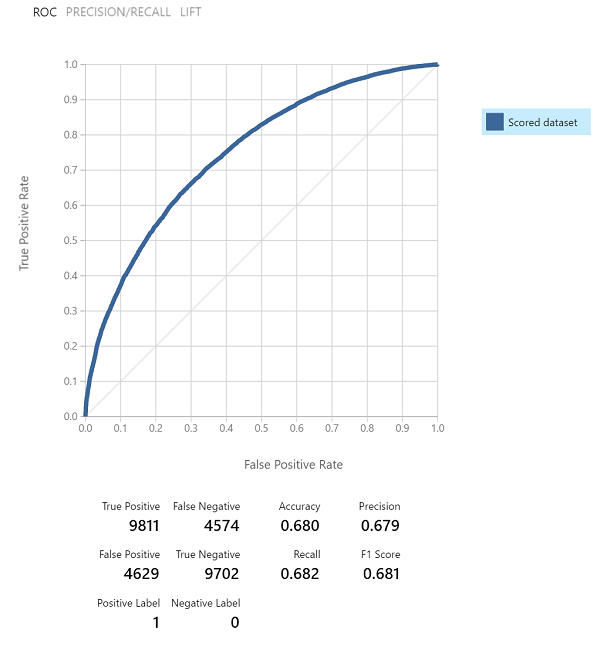 ROC PRECISION/RECALL LIFT
1.0
0.9
0.8
0.7
0.6
0.5
0.4
0.3
0.2
0.1
0.0
True Positive Rate
0.0 0.1 0.2 0.3 0.4 0.5 0.6 0.7 0.8 0.9 1.0
False Positive Rate
Scored dataset
True Positive False Negative Accuracy Precision
9811 4574 0.680 0.679
False Positive True Negative Recall F1 Score
4629 9702 0.682 0.681
Positive Label Negative Label
1 0